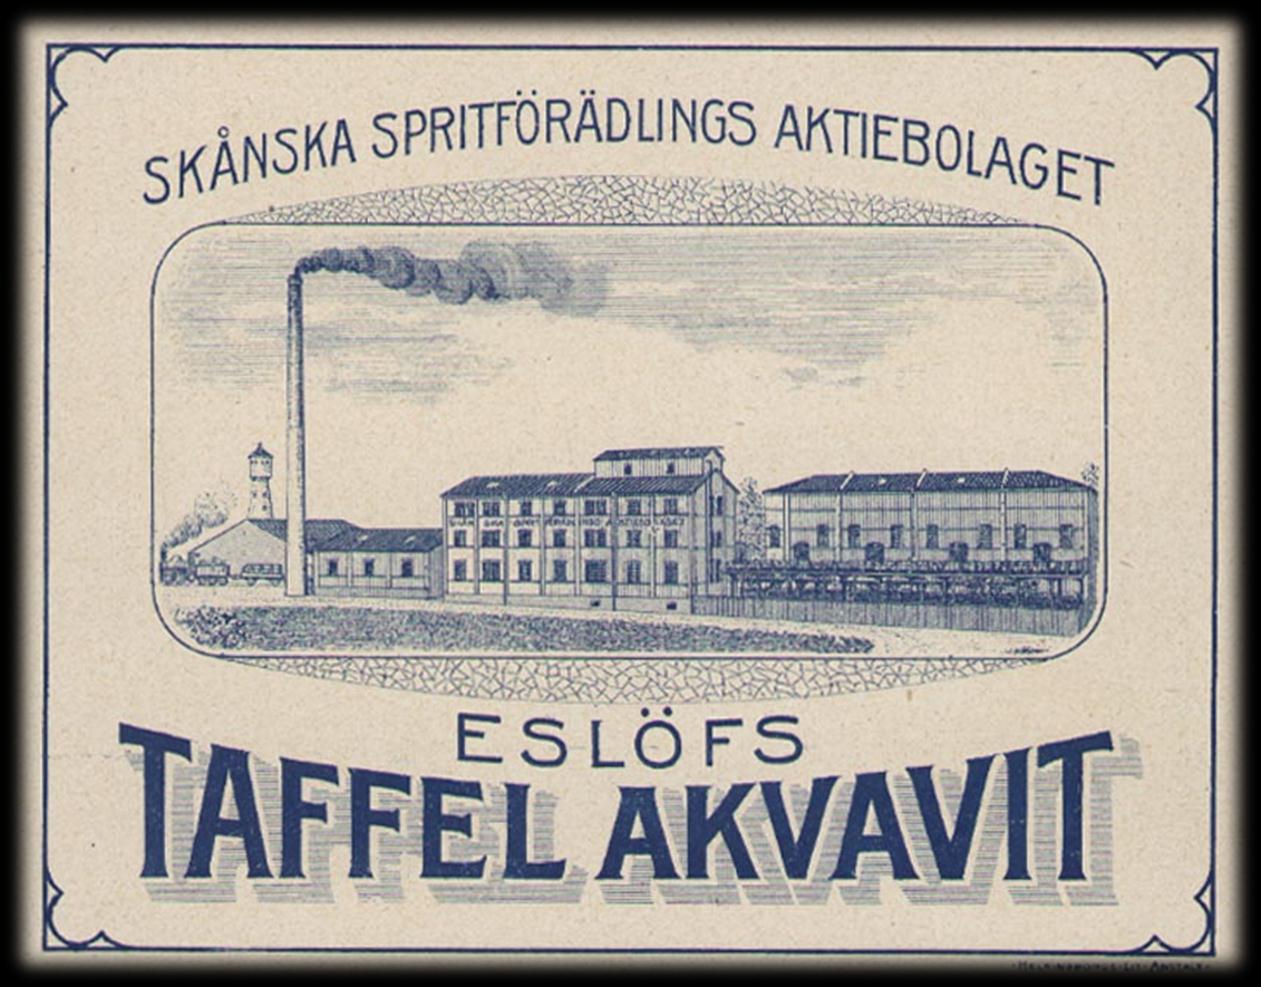 SKÅNSKA SPRITFÖRÄDLINGS AKTIEBOLAGET
ESLÖFS
TAFFEL AKVAVIT